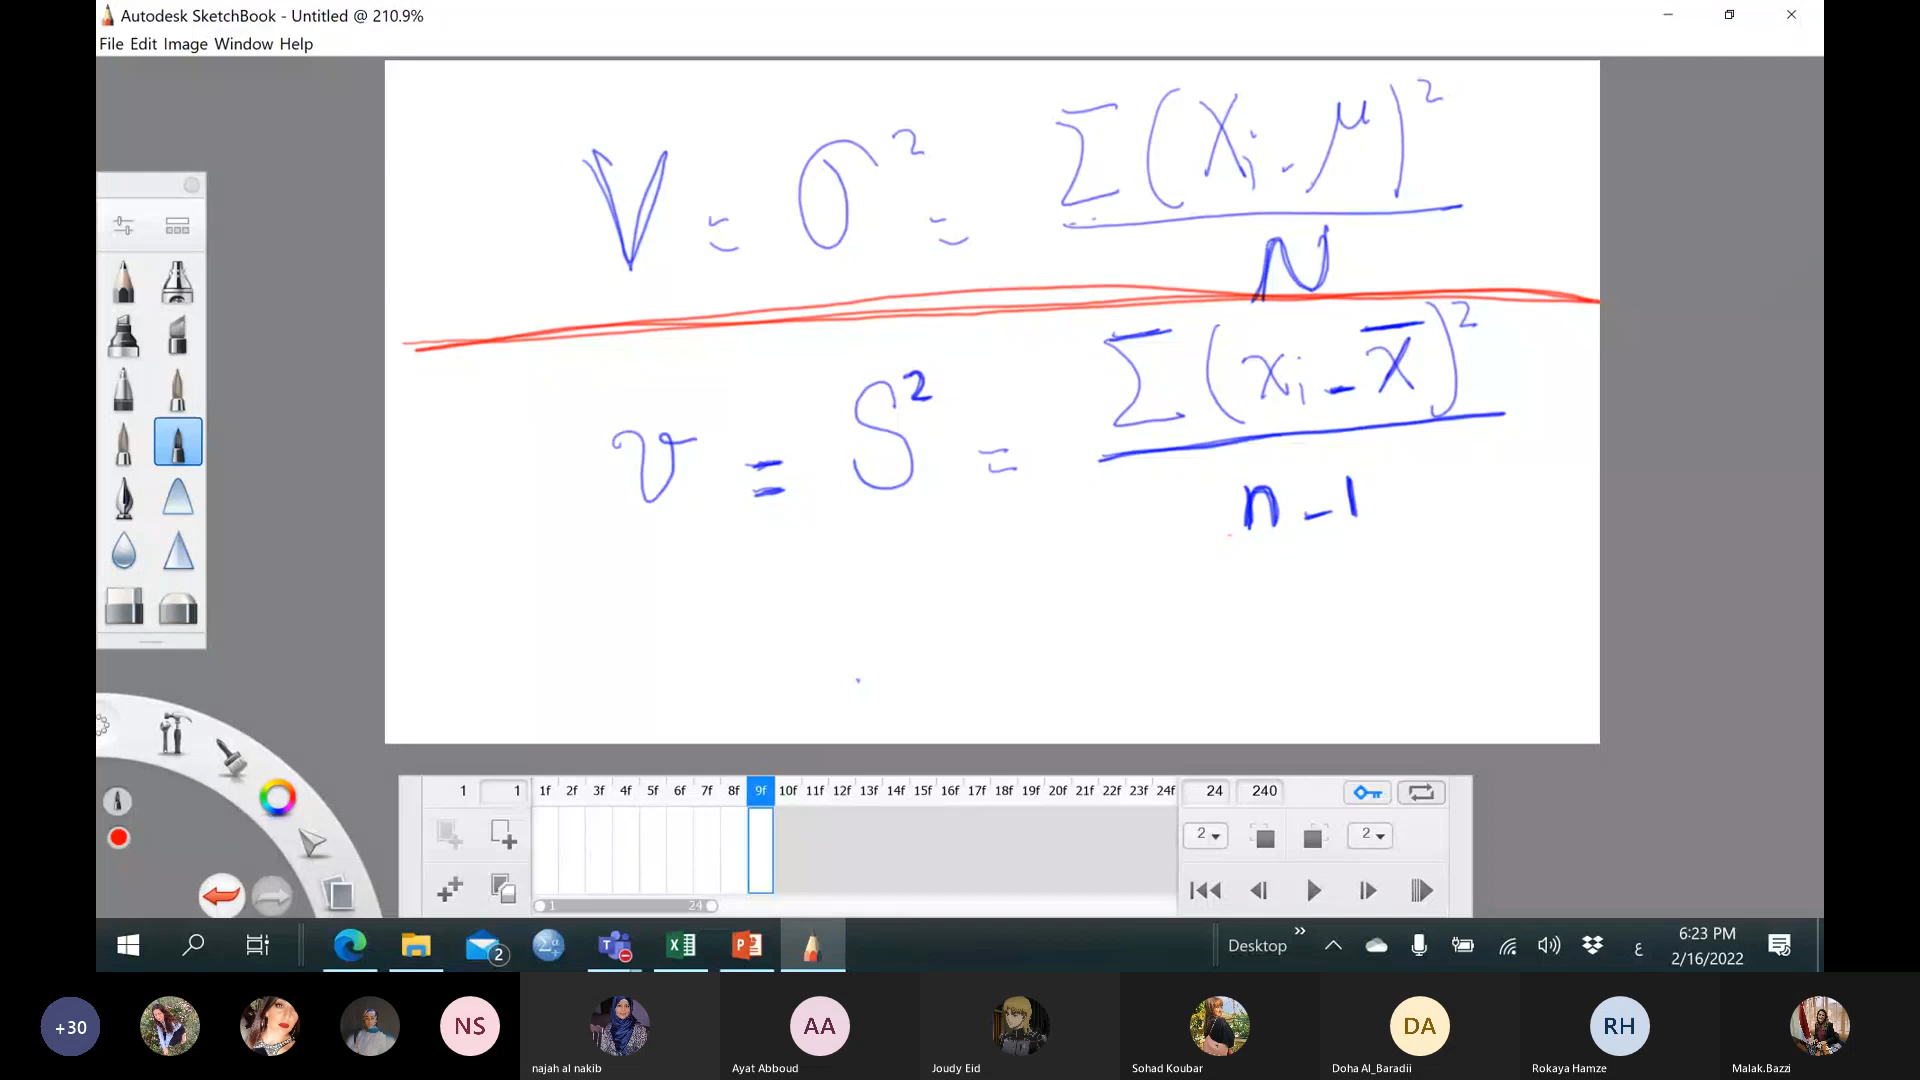 Autodesk SketchBook - Untitled @ 210.9%
File Edit Image Window Help
V = σ² = Σ(Xᵢ - μ)² / N
v = S² = Σ(xᵢ - x̄)² / n - 1
1 1 1f 2f 3f 4f 5f 6f 7f 8f 9f 10f 11f 12f 13f 14f 15f 16f 17f 18f 19f 20f 21f 22f 23f 24f 24 240
2 2
1 24
2 Desktop ع 6:23 PM
2/16/2022
+30 NS AA DA RH
najah al nakib Ayat Abboud Joudy Eid Sohad Koubar Doha Al_Baradii Rokaya Hamze Malak.Bazzi